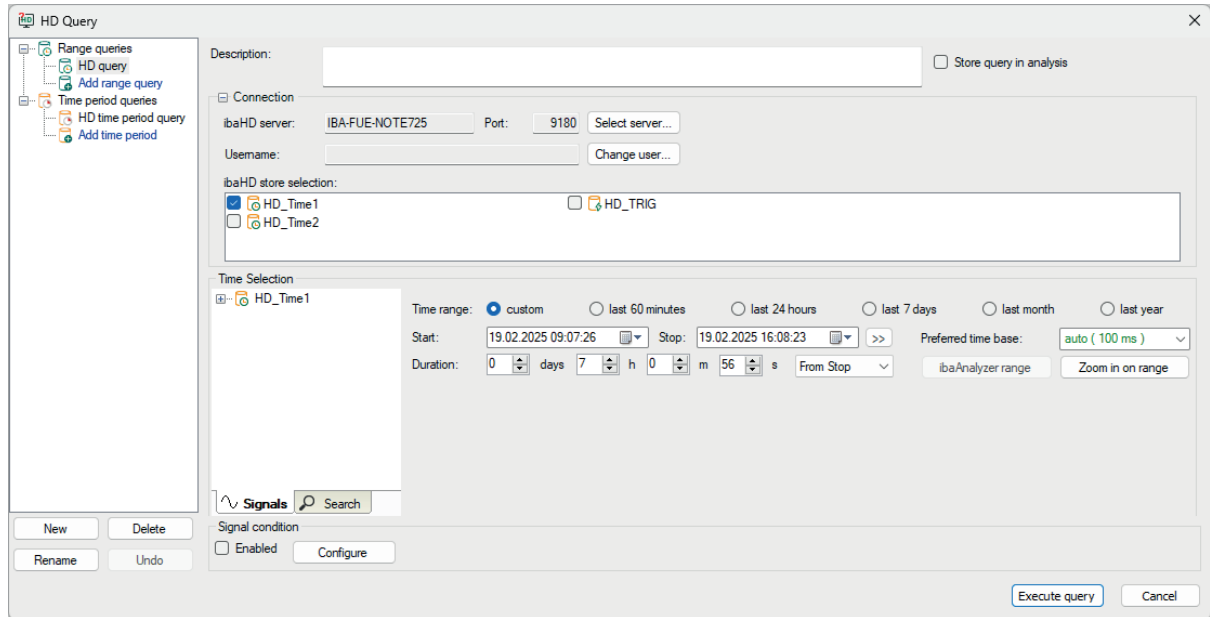 HD Query
Range queries
HD query
Add range query
Time period queries
HD time period query
Add time period
New Delete
Rename Undo
Description:
Store query in analysis
Connection
ibaHD server: IBA-FUE-NOTE725 Port: 9180 Select server...
Username: Change user...
ibaHD store selection:
HD_Time1 HD_TRIG
HD_Time2
Time Selection
HD_Time1
Signals Search
Time range: custom last 60 minutes last 24 hours last 7 days last month last year
Start: 19.02.2025 09:07:26 Stop: 19.02.2025 16:08:23 >> Preferred time base: auto ( 100 ms )
Duration: 0 days 7 h 0 m 56 s From Stop ibaAnalyzer range Zoom in on range
Signal condition
Enabled Configure
Execute query Cancel